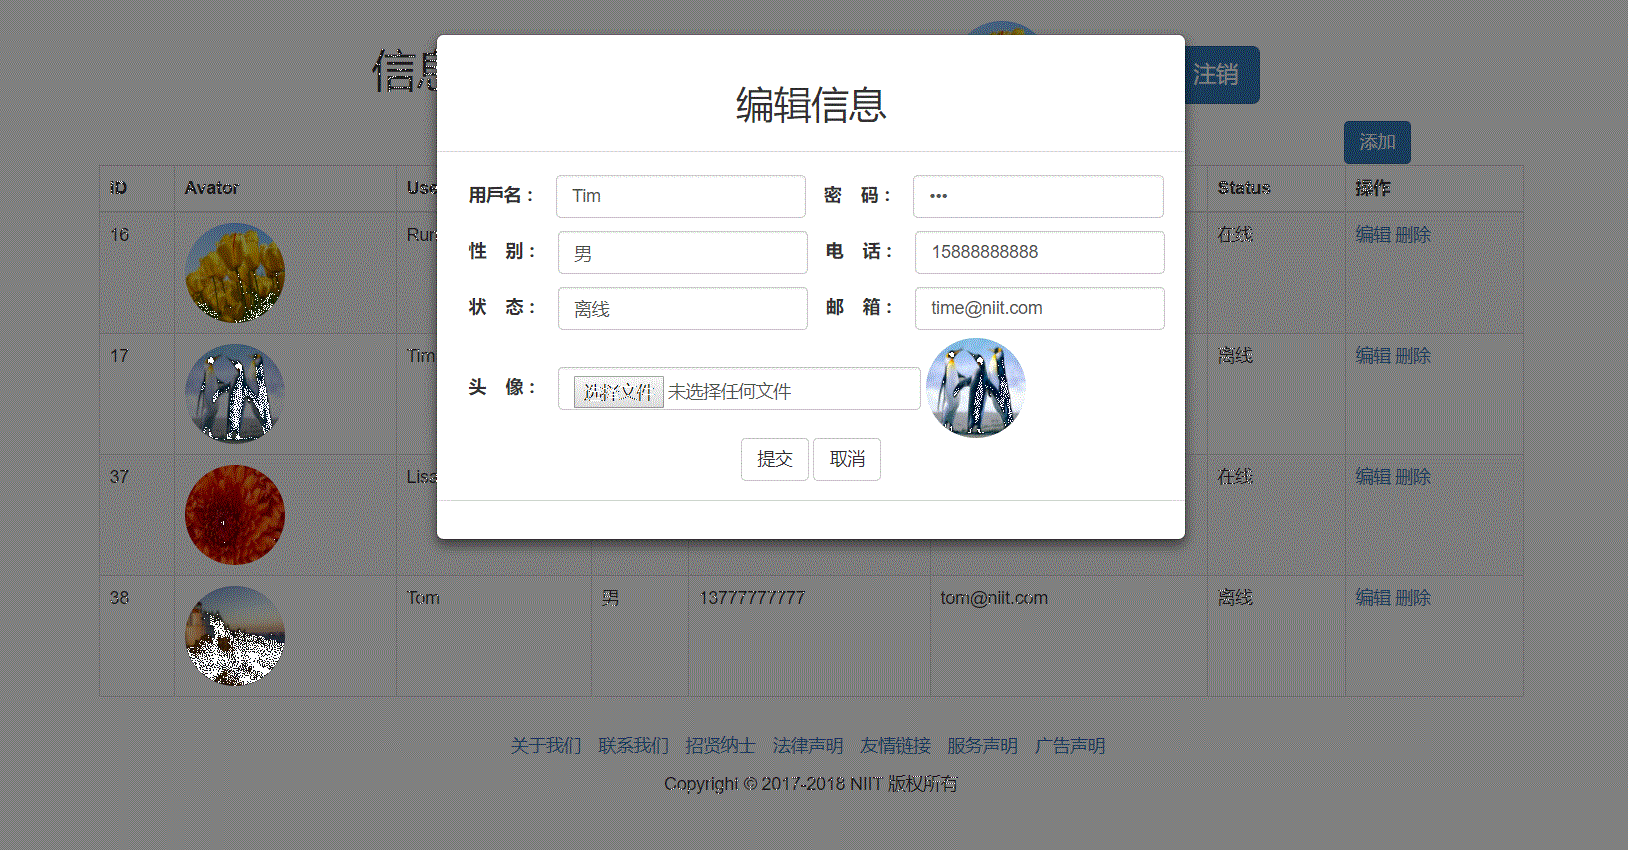 信息
注销
编辑信息
添加
ID Avator Use Status 操作
用戶名： Tim 密 码： •••
16 Rur 在线 编辑 删除
性 别： 男 电 话： 15888888888
状 态： 离线 邮 箱： time@niit.com
17 Tim 离线 编辑 删除
头 像： 选择文件 未选择任何文件
提交 取消
37 Lisa 在线 编辑 删除
38 Tom 男 13777777777 tom@niit.com 离线 编辑 删除
关于我们 联系我们 招贤纳士 法律声明 友情链接 服务声明 广告声明
Copyright © 2017-2018 NIIT 版权所有